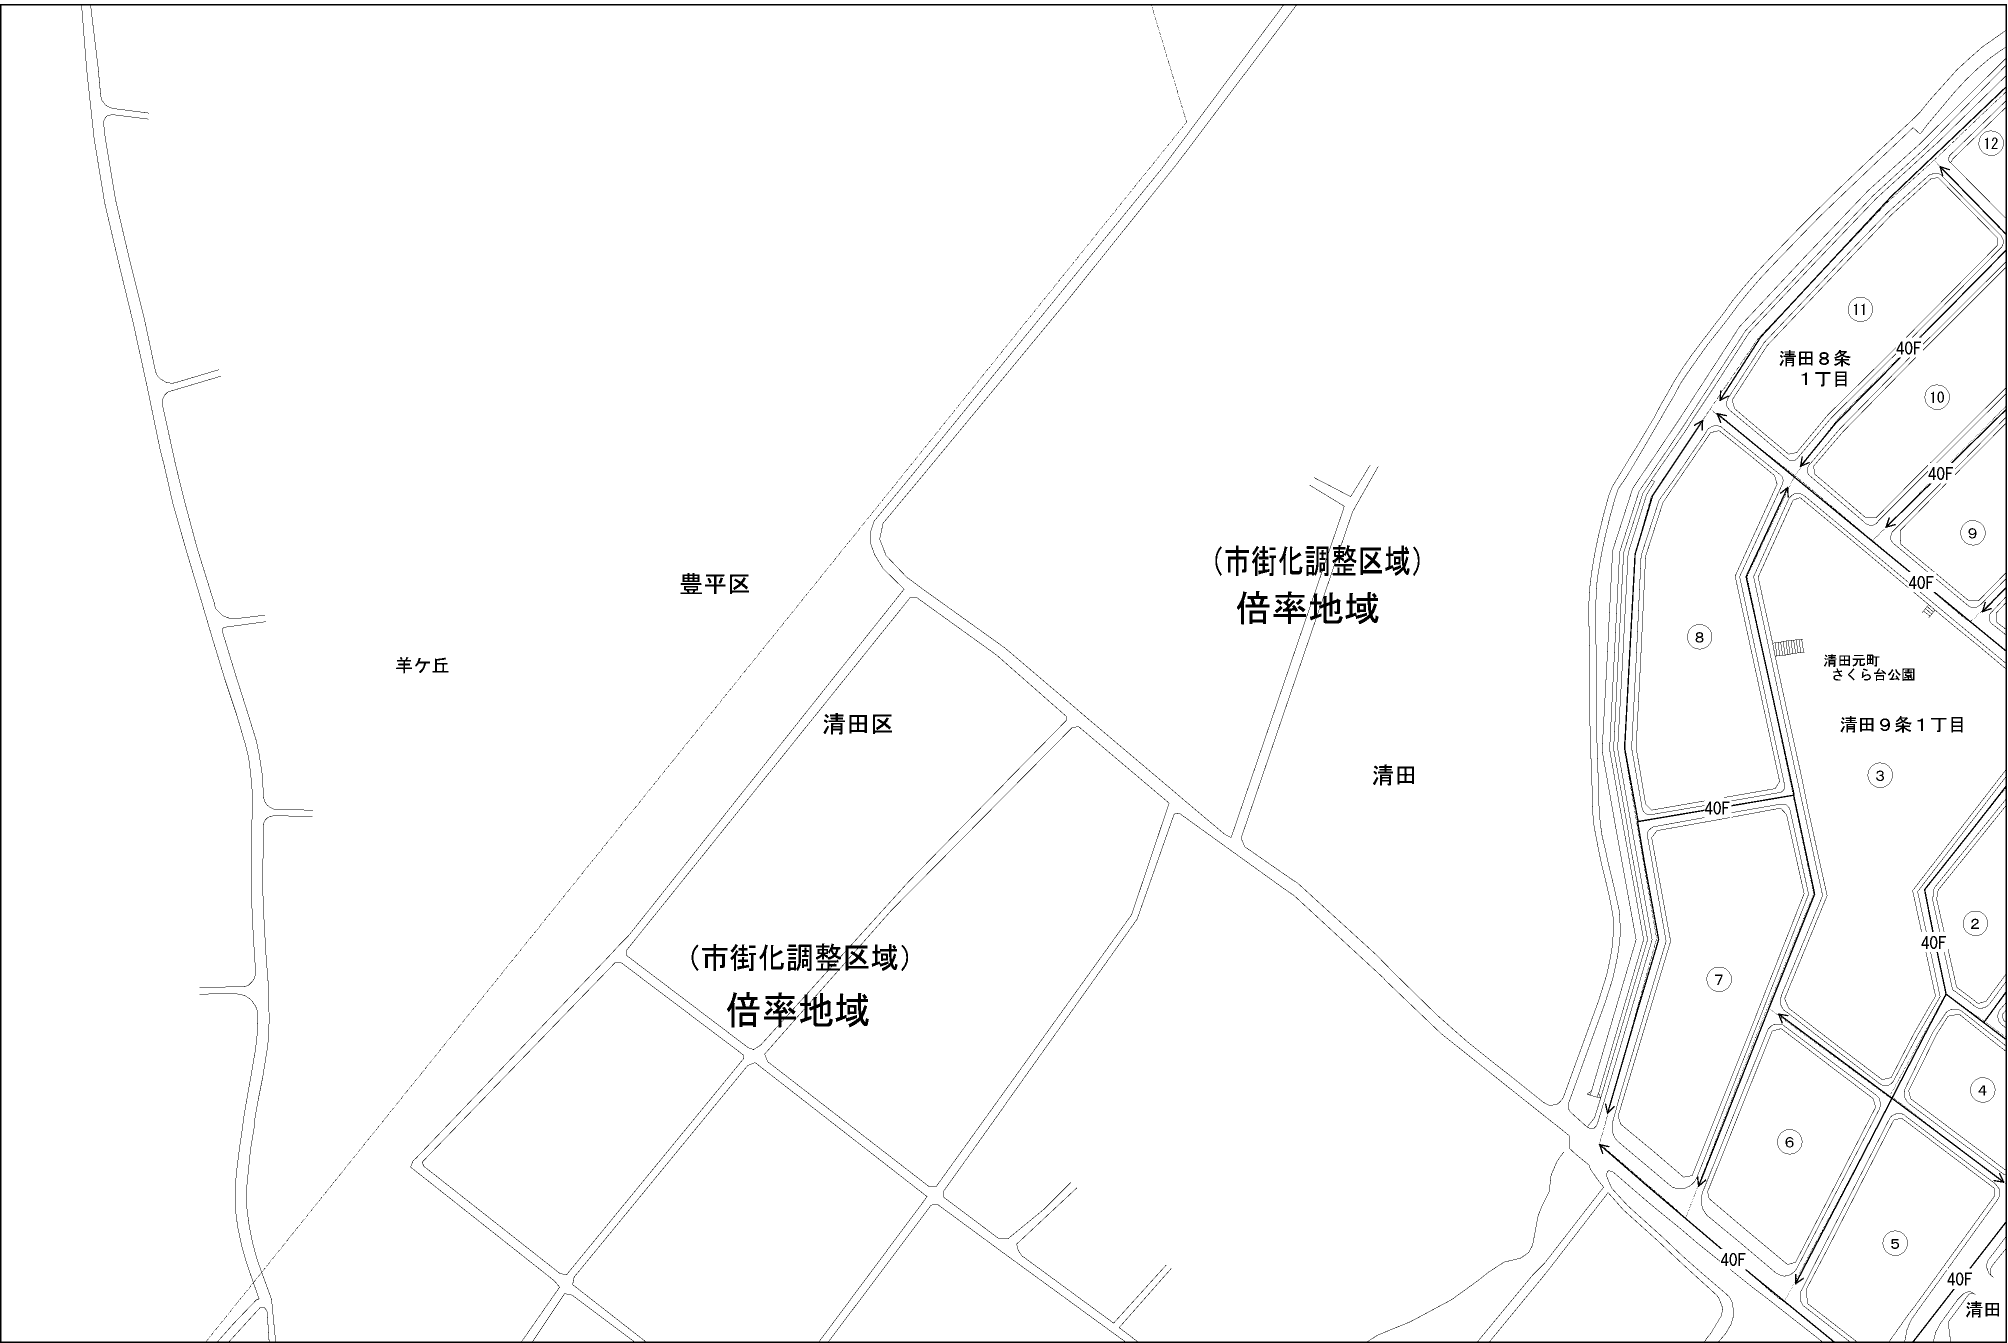 ⑫
⑪
清田８条
１丁目
40F
⑩
40F
⑨
(市街化調整区域)
倍率地域
豊平区
羊ケ丘
40F
⑧
清田元町
さくら台公園
清田区
清田９条１丁目
清田
③
40F
②
40F
(市街化調整区域)
倍率地域
⑦
④
⑥
⑤
40F
40F
清田